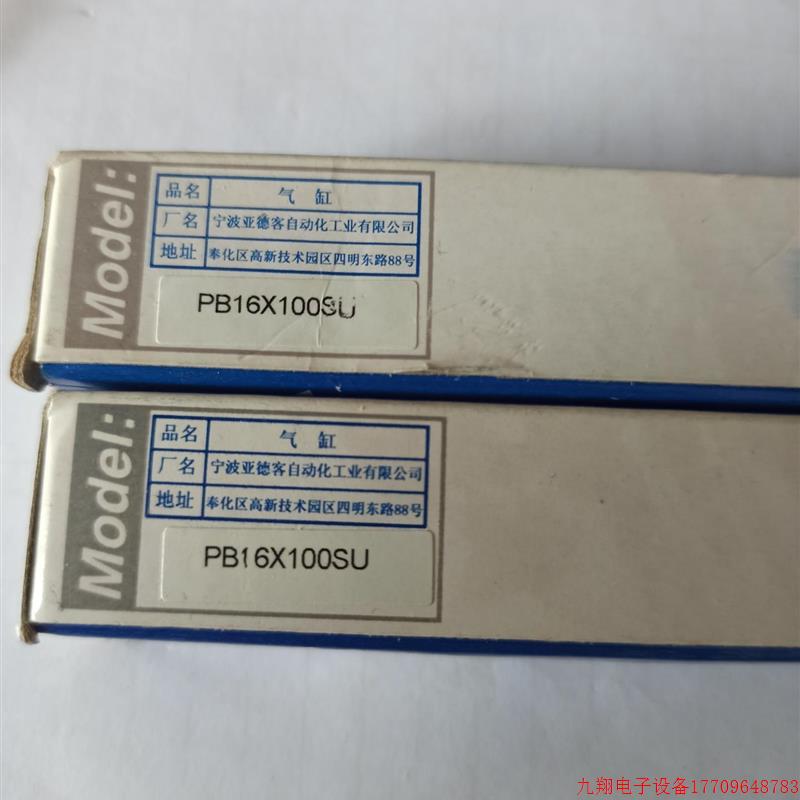 Model:
品名 气 缸
厂名 宁波亚德客自动化工业有限公司
地址 奉化区高新技术园区四明东路88号
PB16X100SU
Model:
品名 气 缸
厂名 宁波亚德客自动化工业有限公司
地址 奉化区高新技术园区四明东路88号
PB16X100SU
九翔电子设备17709648783